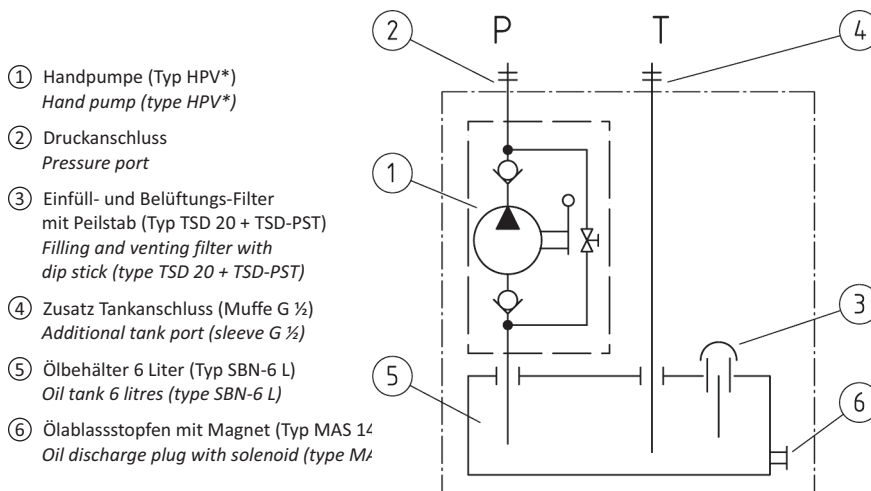 ① Handpumpe (Typ HPV*)
Hand pump (type HPV*)
② Druckanschluss
Pressure port
③ Einfüll- und Belüftungs-Filter
mit Peilstab (Typ TSD 20 + TSD-PST)
Filling and venting filter with
dip stick (type TSD 20 + TSD-PST)
④ Zusatz Tankanschluss (Muffe G ½)
Additional tank port (sleeve G ½)
⑤ Ölbehälter 6 Liter (Typ SBN-6 L)
Oil tank 6 litres (type SBN-6 L)
⑥ Ölablassstopfen mit Magnet (Typ MAS 14
Oil discharge plug with solenoid (type MA
2
P
T
4
1
3
5
6